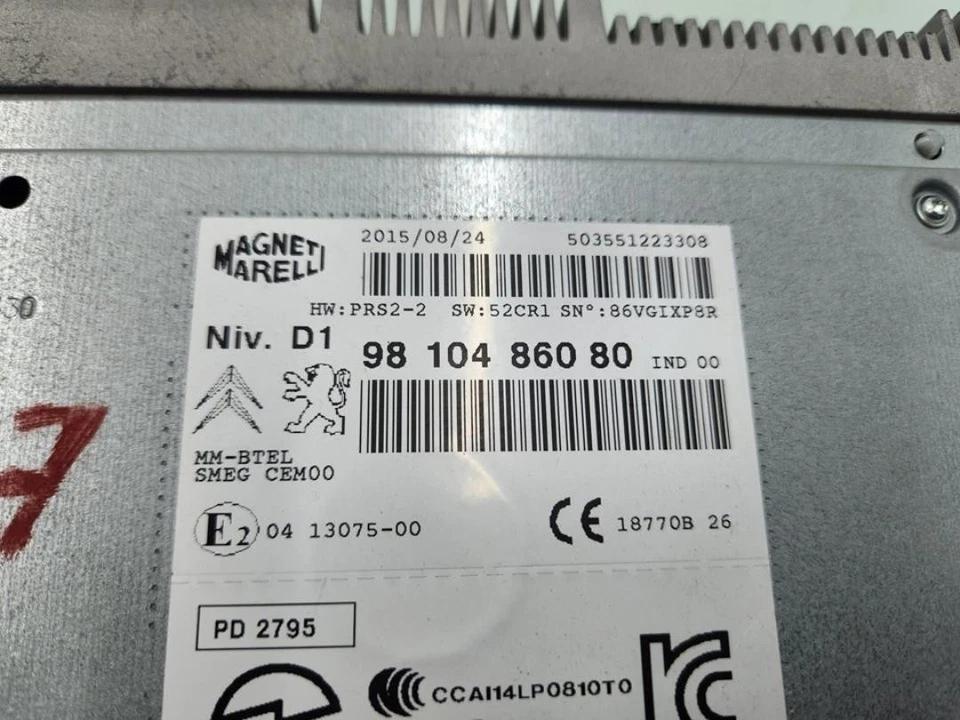 2015/08/24 503551223308
MAGNETI
MARELLI
HW:PRS2-2 SW:52CR1 SN°:86VGIXP8R
Niv. D1
98 104 860 80 IND 00
MM-BTEL
SMEG CEM00
E2 04 13075-00
CE 18770B 26
PD 2795
CCAI14LP0810T0
7